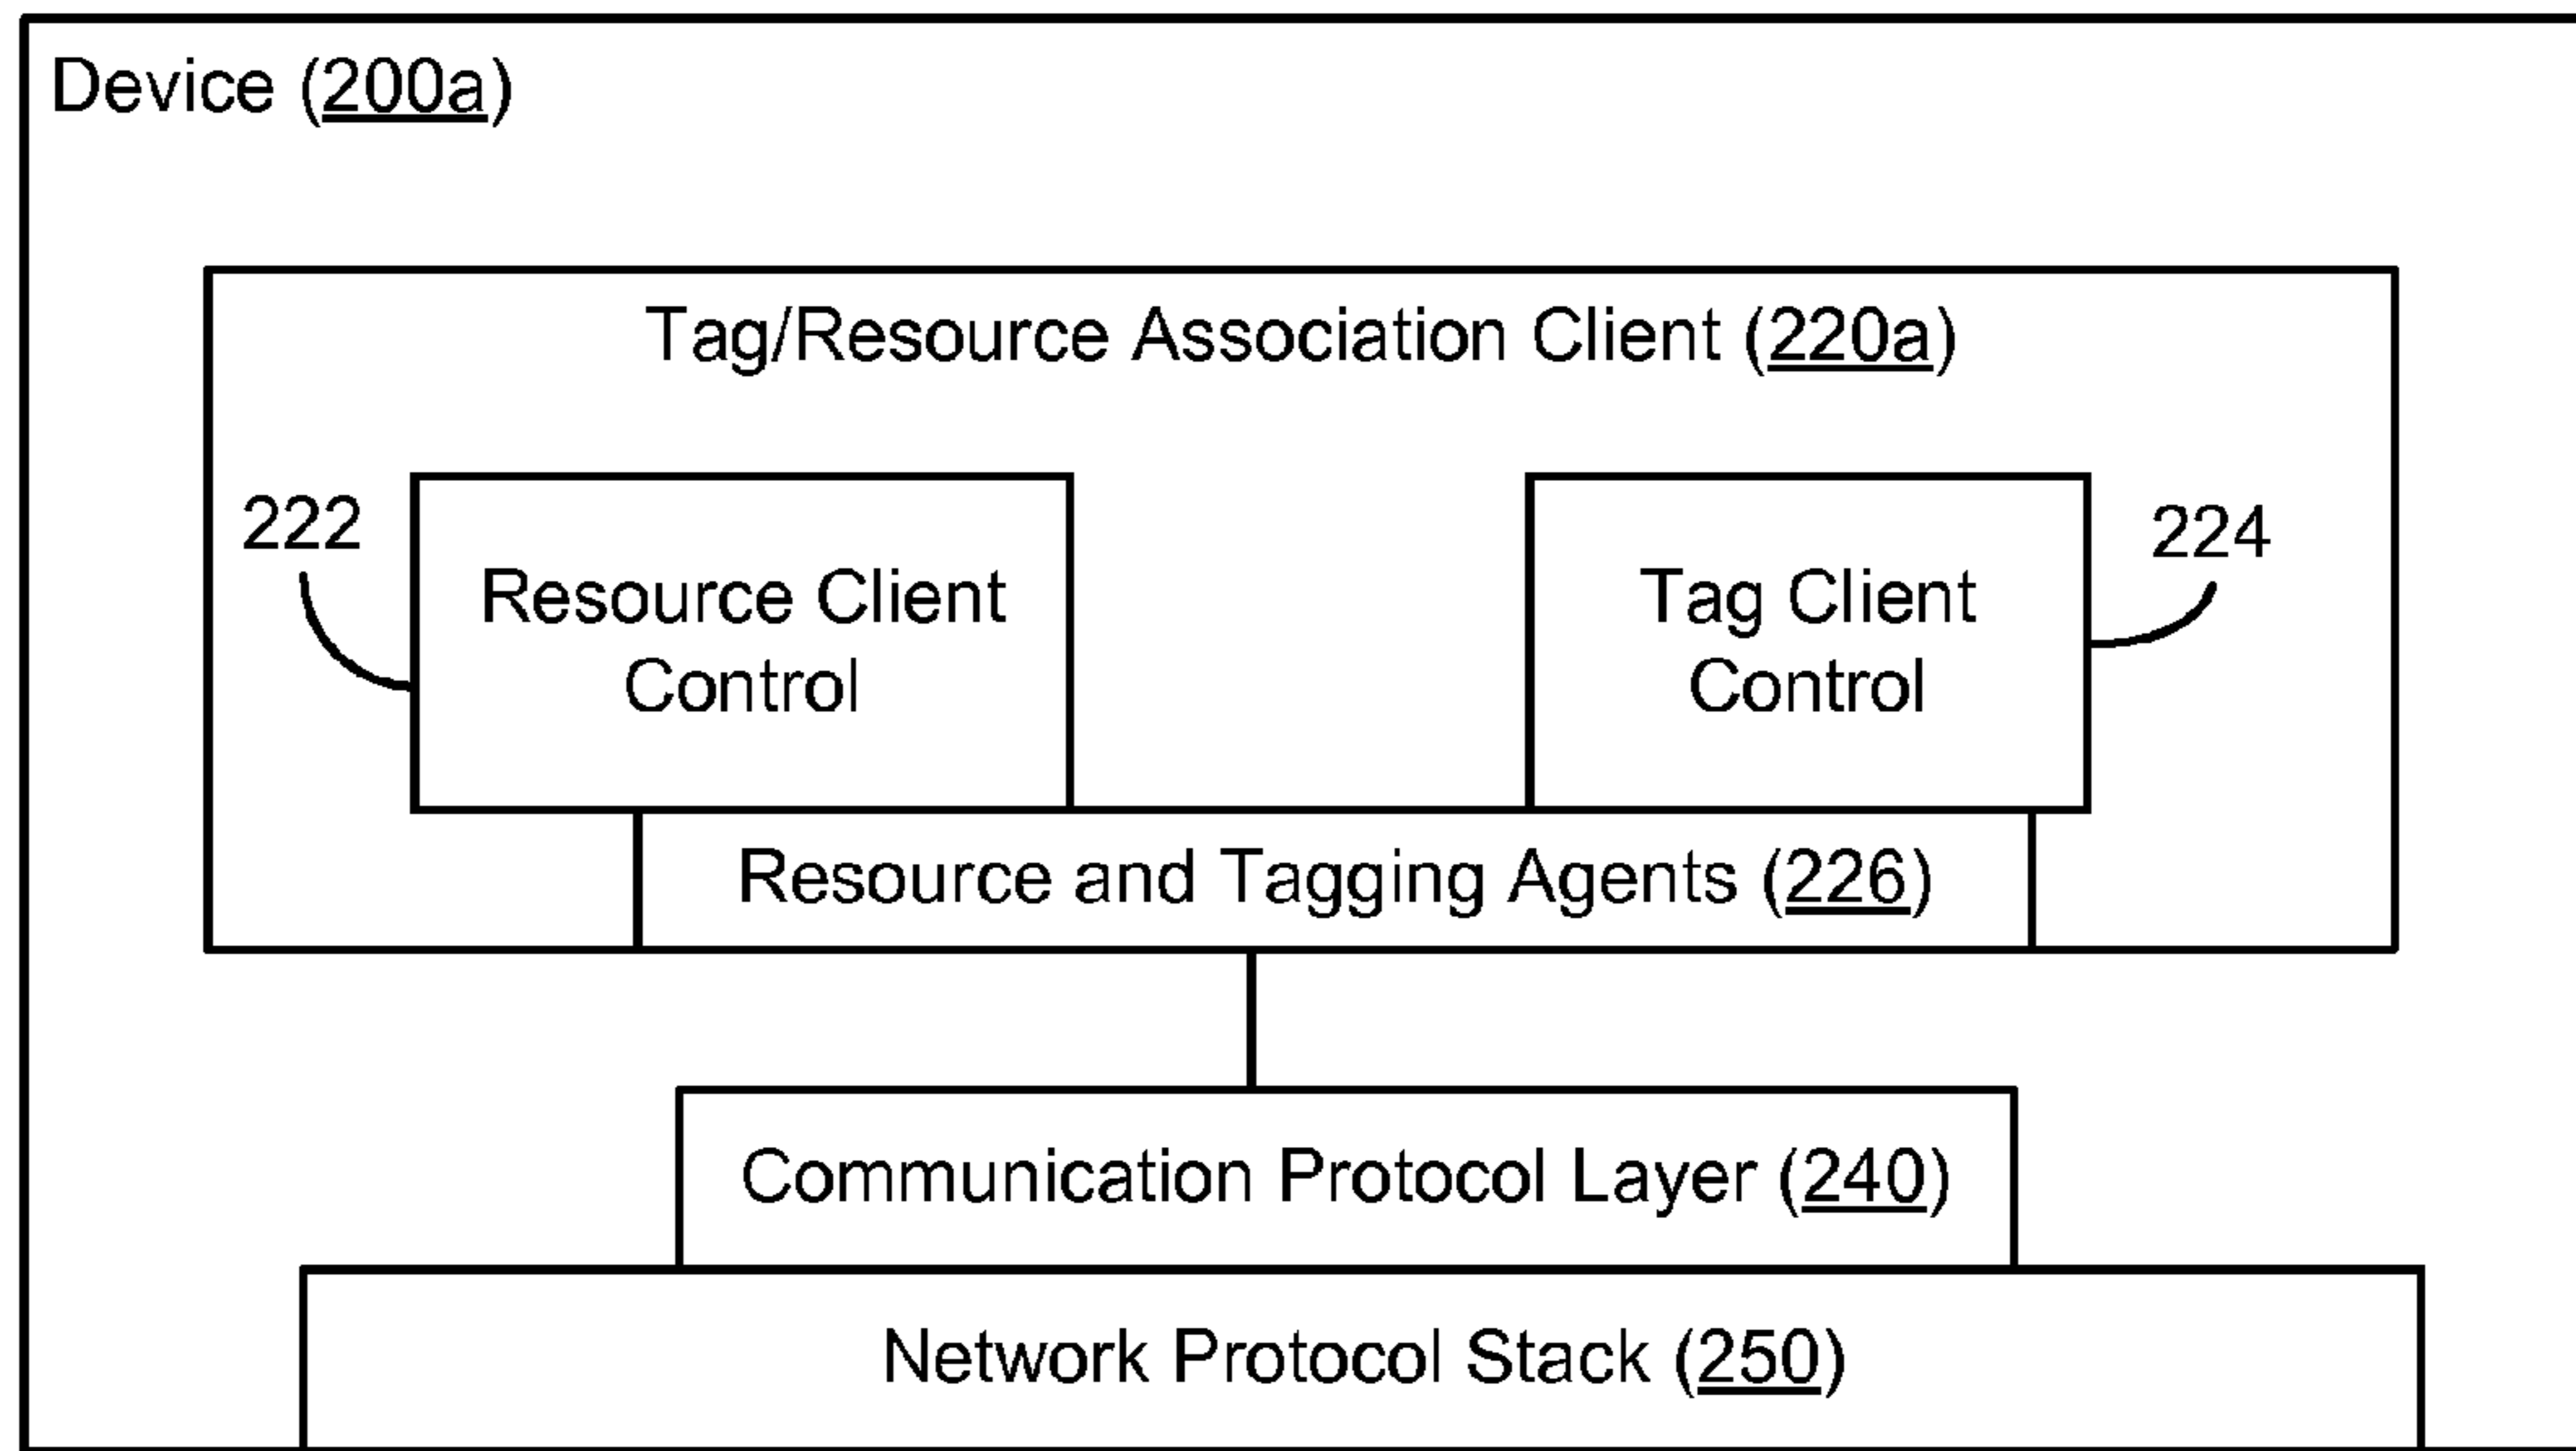 Device (200a)
Tag/Resource Association Client (220a)
222
224
Resource Client
Control
Tag Client
Control
Resource and Tagging Agents (226)
Communication Protocol Layer (240)
Network Protocol Stack (250)